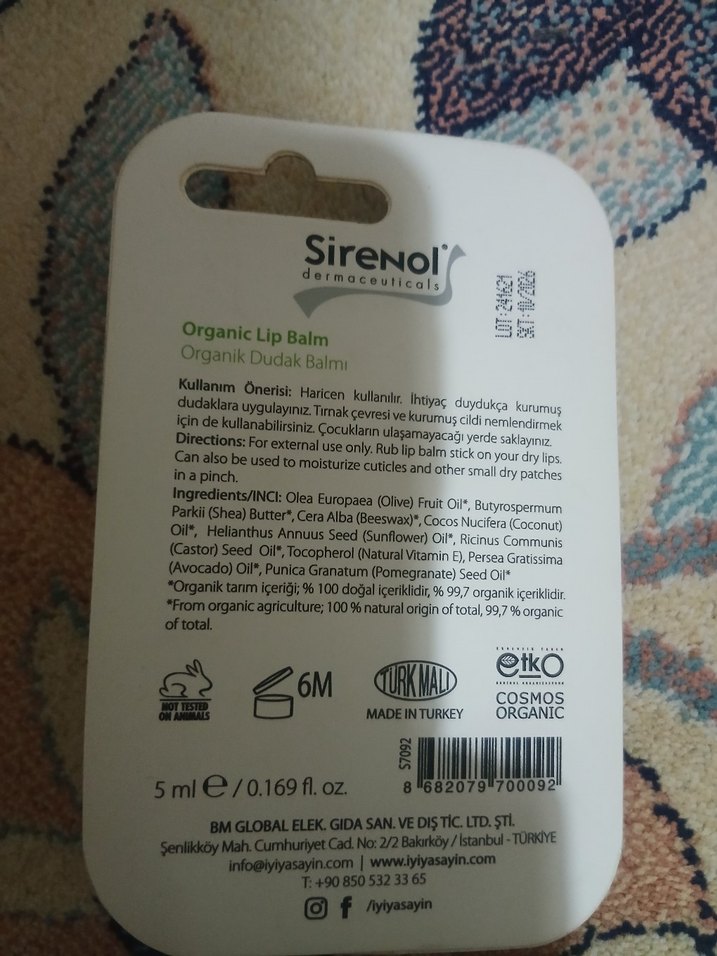 SireNol®
dermaceuticals
LOT:241621
SKT:10/2026
Organic Lip Balm
Organik Dudak Balmı
Kullanım Önerisi: Haricen kullanılır. İhtiyaç duydukça kurumuş
dudaklara uygulayınız. Tırnak çevresi ve kurumuş cildi nemlendirmek
için de kullanabilirsiniz. Çocukların ulaşamayacağı yerde saklayınız.
Directions: For external use only. Rub lip balm stick on your dry lips.
Can also be used to moisturize cuticles and other small dry patches
in a pinch.
Ingredients/INCI: Olea Europaea (Olive) Fruit Oil*, Butyrospermum
Parkii (Shea) Butter*, Cera Alba (Beeswax)*, Cocos Nucifera (Coconut)
Oil*, Helianthus Annuus Seed (Sunflower) Oil*, Ricinus Communis
(Castor) Seed Oil*, Tocopherol (Natural Vitamin E), Persea Gratissima
(Avocado) Oil*, Punica Granatum (Pomegranate) Seed Oil*
*Organik tarım içeriği; % 100 doğal içeriklidir, % 99,7 organik içeriklidir.
*From organic agriculture; 100 % natural origin of total, 99,7 % organic
of total.
NOT TESTED
ON ANIMALS
6M
TÜRK MALI
MADE IN TURKEY
etkO
COSMOS
ORGANIC
S7092
8 682079 700092
5 ml e / 0.169 fl. oz.
BM GLOBAL ELEK. GIDA SAN. VE DIŞ TİC. LTD. ŞTİ.
Şenlikköy Mah. Cumhuriyet Cad. No: 2/2 Bakırköy / İstanbul - TÜRKİYE
info@iyiyasayin.com | www.iyiyasayin.com
T: +90 850 532 33 65
/iyiyasayin